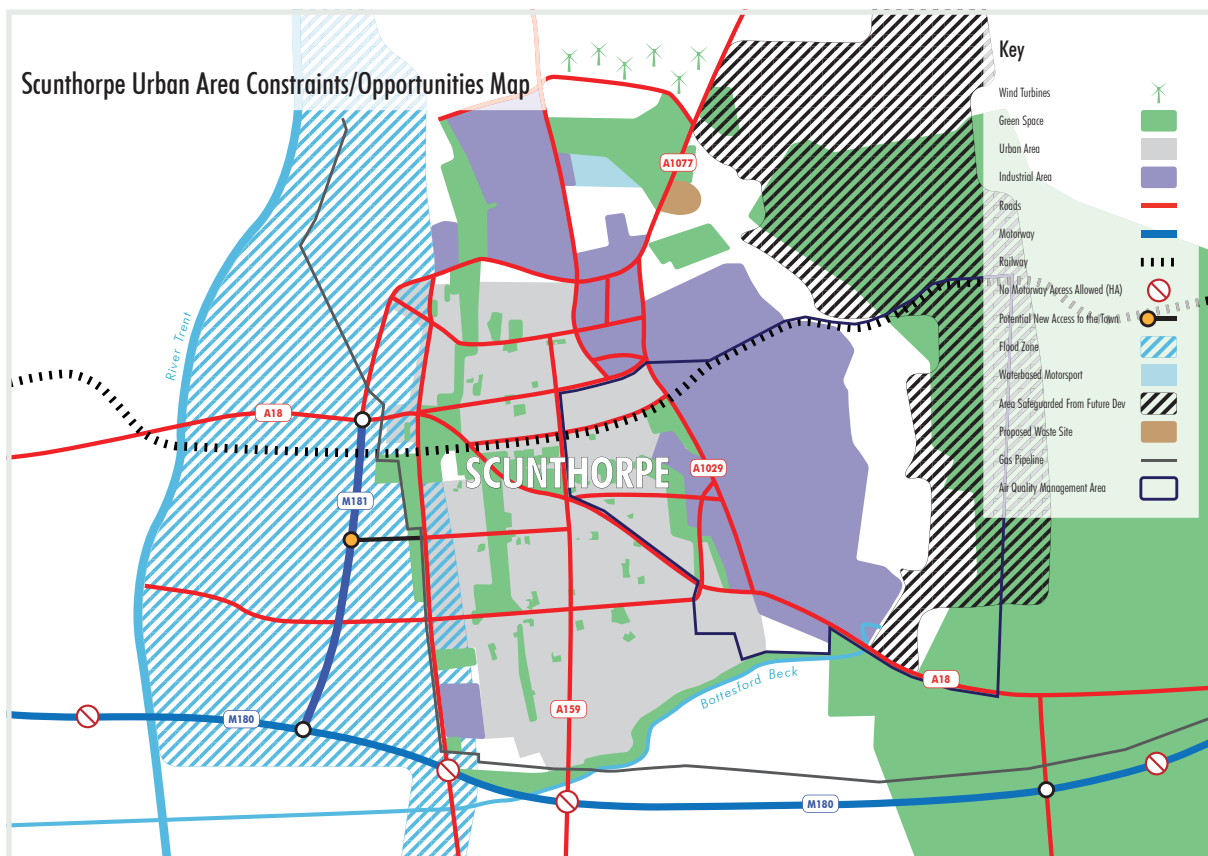 Scunthorpe Urban Area Constraints/Opportunities Map
Key
Wind Turbines
Green Space
Urban Area
Industrial Area
Roads
Motorway
Railway
No Motorway Access Allowed (HA)
Potential New Access to the Town
Flood Zone
Waterbased Motorsport
Area Safeguarded From Future Dev
Proposed Waste Site
Gas Pipeline
Air Quality Management Area
A1077
River Trent
A18
SCUNTHORPE
A1029
M181
Bottesford Beck
A18
A159
M180
M180